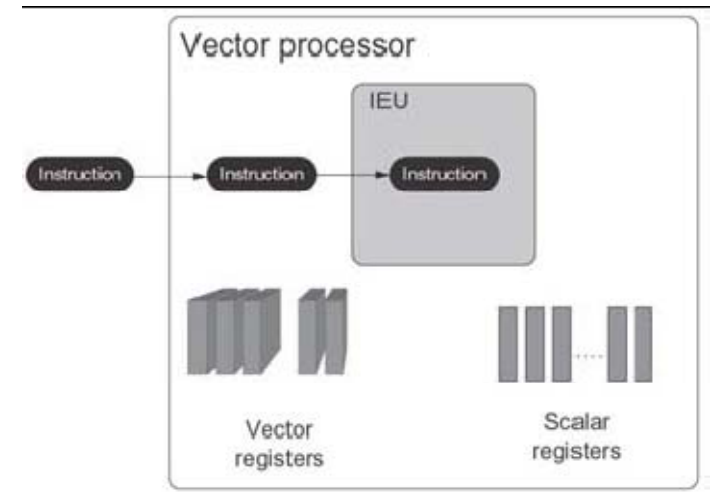 Vector processor
IEU
Instruction
Instruction
Instruction
Vector
registers
Scalar
registers